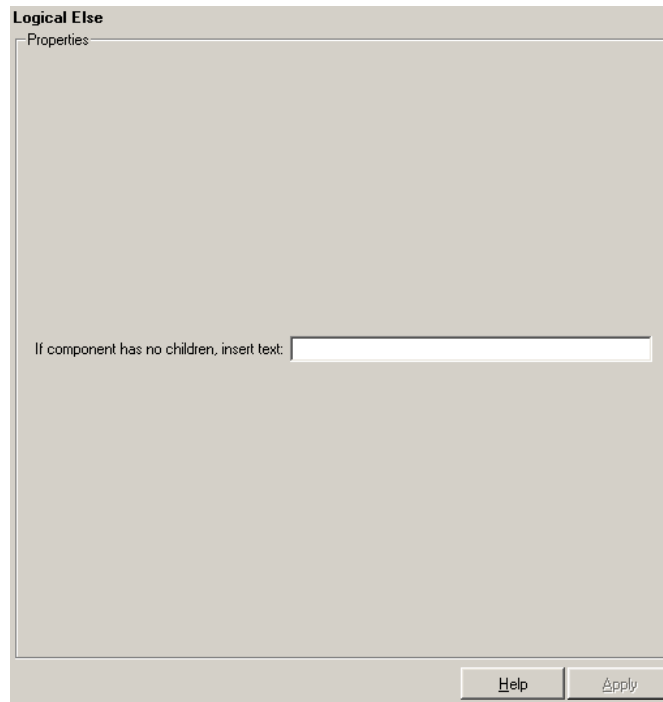 Logical Else
Properties
If component has no children, insert text:
Help
Apply